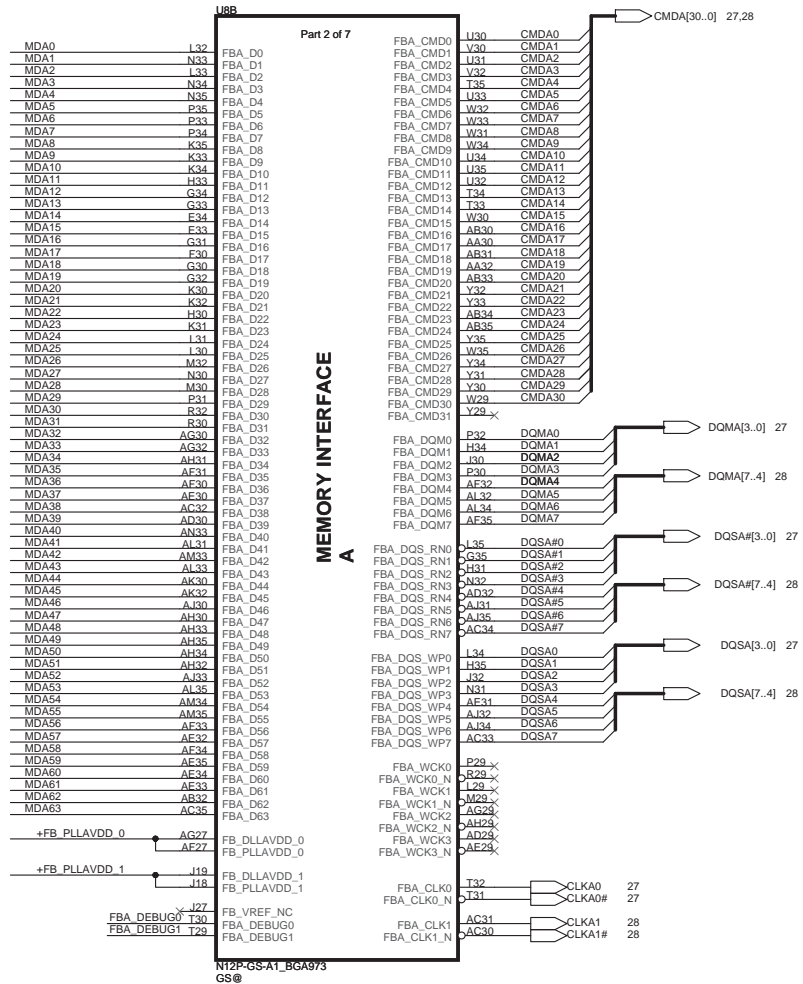 U8B
Part 2 of 7
MDA0 L32 FBA_D0
MDA1 N33 FBA_D1
MDA2 L33 FBA_D2
MDA3 N34 FBA_D3
MDA4 N35 FBA_D4
MDA5 P35 FBA_D5
MDA6 P33 FBA_D6
MDA7 P34 FBA_D7
MDA8 K35 FBA_D8
MDA9 K33 FBA_D9
MDA10 K34 FBA_D10
MDA11 H33 FBA_D11
MDA12 G34 FBA_D12
MDA13 G33 FBA_D13
MDA14 E34 FBA_D14
MDA15 E33 FBA_D15
MDA16 G31 FBA_D16
MDA17 F30 FBA_D17
MDA18 G30 FBA_D18
MDA19 G32 FBA_D19
MDA20 K30 FBA_D20
MDA21 K32 FBA_D21
MDA22 H30 FBA_D22
MDA23 K31 FBA_D23
MDA24 L31 FBA_D24
MDA25 L30 FBA_D25
MDA26 M32 FBA_D26
MDA27 N30 FBA_D27
MDA28 M30 FBA_D28
MDA29 P31 FBA_D29
MDA30 R32 FBA_D30
MDA31 R30 FBA_D31
MDA32 AG30 FBA_D32
MDA33 AG32 FBA_D33
MDA34 AH31 FBA_D34
MDA35 AF31 FBA_D35
MDA36 AF30 FBA_D36
MDA37 AE30 FBA_D37
MDA38 AC32 FBA_D38
MDA39 AD30 FBA_D39
MDA40 AN33 FBA_D40
MDA41 AL31 FBA_D41
MDA42 AM33 FBA_D42
MDA43 AL33 FBA_D43
MDA44 AK30 FBA_D44
MDA45 AK32 FBA_D45
MDA46 AJ30 FBA_D46
MDA47 AH30 FBA_D47
MDA48 AH33 FBA_D48
MDA49 AH35 FBA_D49
MDA50 AH34 FBA_D50
MDA51 AH32 FBA_D51
MDA52 AJ33 FBA_D52
MDA53 AL35 FBA_D53
MDA54 AM34 FBA_D54
MDA55 AM35 FBA_D55
MDA56 AF33 FBA_D56
MDA57 AE32 FBA_D57
MDA58 AF34 FBA_D58
MDA59 AE35 FBA_D59
MDA60 AE34 FBA_D60
MDA61 AE33 FBA_D61
MDA62 AB32 FBA_D62
MDA63 AC35 FBA_D63
+FB_PLLAVDD_0 AG27 FB_DLLAVDD_0
AF27 FB_PLLAVDD_0
+FB_PLLAVDD_1 J19 FB_DLLAVDD_1
J18 FB_PLLAVDD_1
J27 FB_VREF_NC
FBA_DEBUG0 T30 FBA_DEBUG0
FBA_DEBUG1 T29 FBA_DEBUG1
MEMORY INTERFACE
A
FBA_CMD0 U30 CMDA0
FBA_CMD1 V30 CMDA1
FBA_CMD2 U31 CMDA2
FBA_CMD3 V32 CMDA3
FBA_CMD4 T35 CMDA4
FBA_CMD5 U33 CMDA5
FBA_CMD6 W32 CMDA6
FBA_CMD7 W33 CMDA7
FBA_CMD8 W31 CMDA8
FBA_CMD9 W34 CMDA9
FBA_CMD10 U34 CMDA10
FBA_CMD11 U35 CMDA11
FBA_CMD12 U32 CMDA12
FBA_CMD13 T34 CMDA13
FBA_CMD14 T33 CMDA14
FBA_CMD15 W30 CMDA15
FBA_CMD16 AB30 CMDA16
FBA_CMD17 AA30 CMDA17
FBA_CMD18 AB31 CMDA18
FBA_CMD19 AA32 CMDA19
FBA_CMD20 AB33 CMDA20
FBA_CMD21 Y32 CMDA21
FBA_CMD22 Y33 CMDA22
FBA_CMD23 AB34 CMDA23
FBA_CMD24 AB35 CMDA24
FBA_CMD25 Y35 CMDA25
FBA_CMD26 W35 CMDA26
FBA_CMD27 Y34 CMDA27
FBA_CMD28 Y31 CMDA28
FBA_CMD29 Y30 CMDA29
FBA_CMD30 W29 CMDA30
FBA_CMD31 Y29
CMDA[30..0] 27,28
FBA_DQM0 P32 DQMA0
FBA_DQM1 H34 DQMA1
FBA_DQM2 J30 DQMA2
FBA_DQM3 P30 DQMA3
FBA_DQM4 AF32 DQMA4
FBA_DQM5 AL32 DQMA5
FBA_DQM6 AL34 DQMA6
FBA_DQM7 AF35 DQMA7
DQMA[3..0] 27
DQMA[7..4] 28
FBA_DQS_RN0 L35 DQSA#0
FBA_DQS_RN1 G35 DQSA#1
FBA_DQS_RN2 H31 DQSA#2
FBA_DQS_RN3 N32 DQSA#3
FBA_DQS_RN4 AD32 DQSA#4
FBA_DQS_RN5 AJ31 DQSA#5
FBA_DQS_RN6 AJ35 DQSA#6
FBA_DQS_RN7 AC34 DQSA#7
DQSA#[3..0] 27
DQSA#[7..4] 28
FBA_DQS_WP0 L34 DQSA0
FBA_DQS_WP1 H35 DQSA1
FBA_DQS_WP2 J32 DQSA2
FBA_DQS_WP3 N31 DQSA3
FBA_DQS_WP4 AE31 DQSA4
FBA_DQS_WP5 AJ32 DQSA5
FBA_DQS_WP6 AJ34 DQSA6
FBA_DQS_WP7 AC33 DQSA7
DQSA[3..0] 27
DQSA[7..4] 28
FBA_WCK0 P29
FBA_WCK0_N R29
FBA_WCK1 L29
FBA_WCK1_N M29
FBA_WCK2 AG29
FBA_WCK2_N AH29
FBA_WCK3 AD29
FBA_WCK3_N AE29
FBA_CLK0 T32 CLKA0 27
FBA_CLK0_N T31 CLKA0# 27
FBA_CLK1 AC31 CLKA1 28
FBA_CLK1_N AC30 CLKA1# 28
N12P-GS-A1_BGA973
GS@